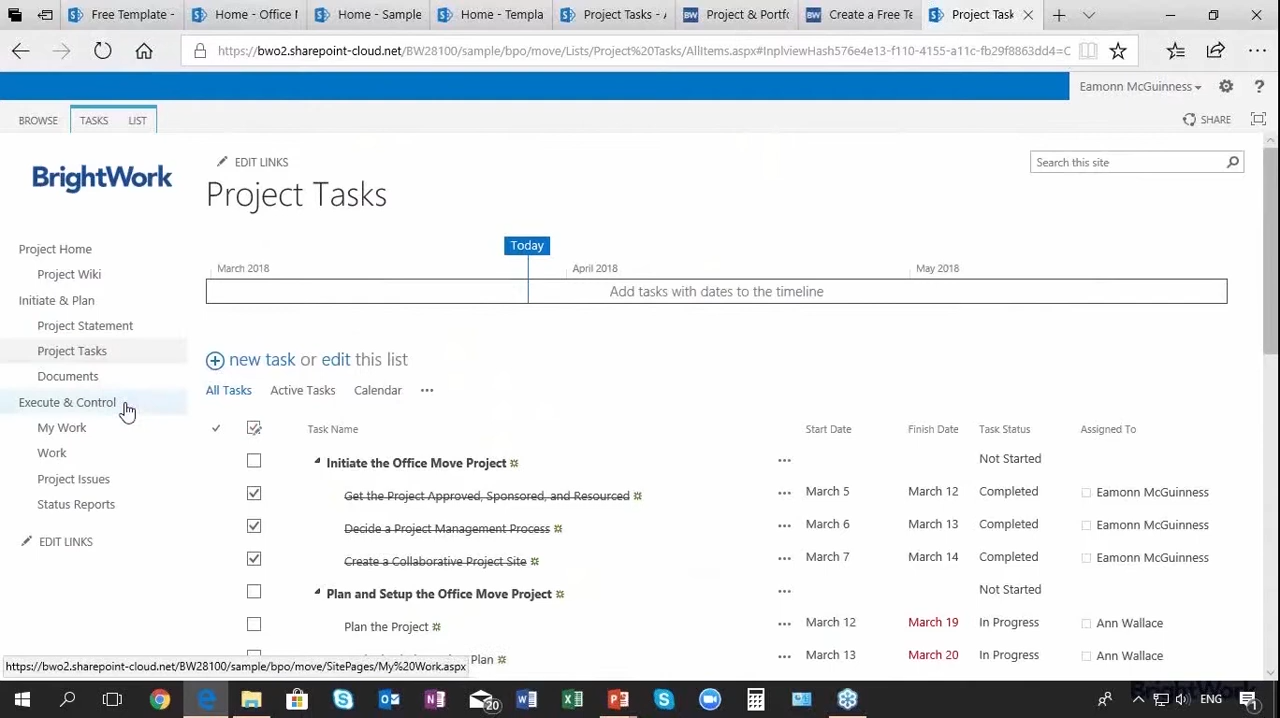 Free Template -
Home - Office M
Home - Sample
Home - Templa
Project Tasks - A
Project & Portfo
Create a Free Te
Project Task
https://bwo2.sharepoint-cloud.net/BW28100/sample/bpo/move/Lists/Project%20Tasks/AllItems.aspx#InplviewHash576e4e13-f110-4155-a11c-fb29f8863dd4=C
Eamonn McGuinness
BROWSE TASKS LIST SHARE
BrightWork
EDIT LINKS
Search this site
Project Tasks
Project Home
Project Wiki
Initiate & Plan
Project Statement
Project Tasks
Documents
Execute & Control
My Work
Work
Project Issues
Status Reports
EDIT LINKS
Today
March 2018 April 2018 May 2018
Add tasks with dates to the timeline
new task or edit this list
All Tasks Active Tasks Calendar ...
Task Name Start Date Finish Date Task Status Assigned To
Initiate the Office Move Project ... Not Started
Get the Project Approved, Sponsored, and Resourced ... March 5 March 12 Completed Eamonn McGuinness
Decide a Project Management Process ... March 6 March 13 Completed Eamonn McGuinness
Create a Collaborative Project Site ... March 7 March 14 Completed Eamonn McGuinness
Plan and Setup the Office Move Project ... Not Started
Plan the Project ... March 12 March 19 In Progress Ann Wallace
Plan ... March 13 March 20 In Progress Ann Wallace
https://bwo2.sharepoint-cloud.net/BW28100/sample/bpo/move/SitePages/My%20Work.aspx
BrightWork
20
ENG
1